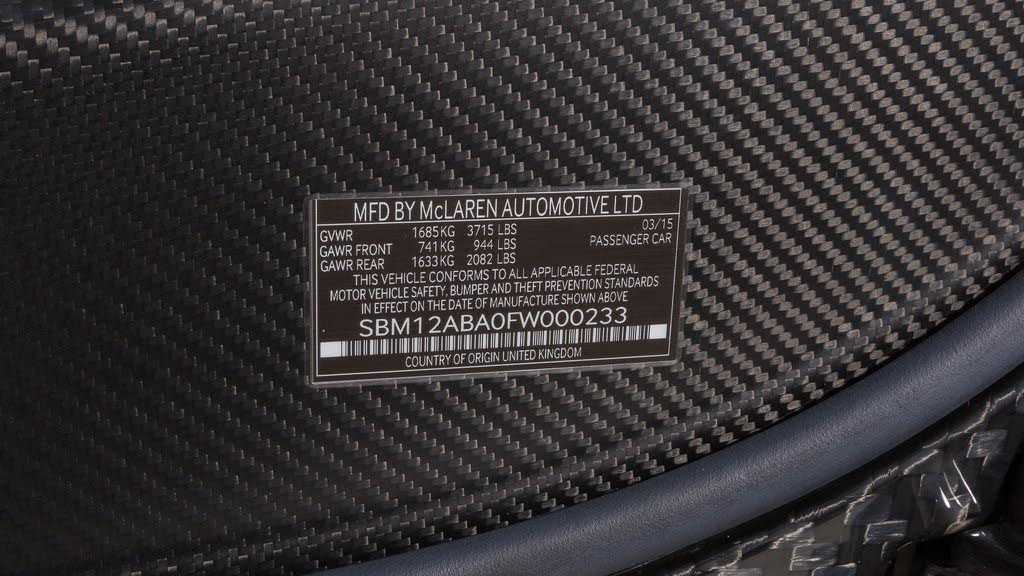 MFD BY McLAREN AUTOMOTIVE LTD
GVWR 1685KG 3715 LBS 03/15
GAWR FRONT 741KG 944 LBS PASSENGER CAR
GAWR REAR 1633KG 2082 LBS
THIS VEHICLE CONFORMS TO ALL APPLICABLE FEDERAL
MOTOR VEHICLE SAFETY, BUMPER AND THEFT PREVENTION STANDARDS
IN EFFECT ON THE DATE OF MANUFACTURE SHOWN ABOVE
SBM12ABA0FW000233
COUNTRY OF ORIGIN UNITED KINGDOM